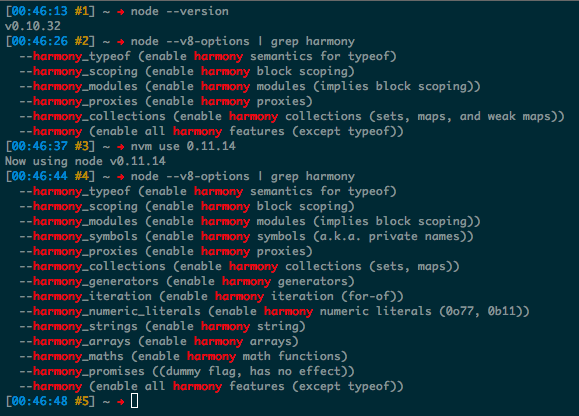 [00:46:13 #1] ~ → node --version
v0.10.32
[00:46:26 #2] ~ → node --v8-options | grep harmony
  --harmony_typeof (enable harmony semantics for typeof)
  --harmony_scoping (enable harmony block scoping)
  --harmony_modules (enable harmony modules (implies block scoping))
  --harmony_proxies (enable harmony proxies)
  --harmony_collections (enable harmony collections (sets, maps, and weak maps))
  --harmony (enable all harmony features (except typeof))
[00:46:37 #3] ~ → nvm use 0.11.14
Now using node v0.11.14
[00:46:44 #4] ~ → node --v8-options | grep harmony
  --harmony_typeof (enable harmony semantics for typeof)
  --harmony_scoping (enable harmony block scoping)
  --harmony_modules (enable harmony modules (implies block scoping))
  --harmony_symbols (enable harmony symbols (a.k.a. private names))
  --harmony_proxies (enable harmony proxies)
  --harmony_collections (enable harmony collections (sets, maps))
  --harmony_generators (enable harmony generators)
  --harmony_iteration (enable harmony iteration (for-of))
  --harmony_numeric_literals (enable harmony numeric literals (0o77, 0b11))
  --harmony_strings (enable harmony string)
  --harmony_arrays (enable harmony arrays)
  --harmony_maths (enable harmony math functions)
  --harmony_promises ((dummy flag, has no effect))
  --harmony (enable all harmony features (except typeof))
[00:46:48 #5] ~ →